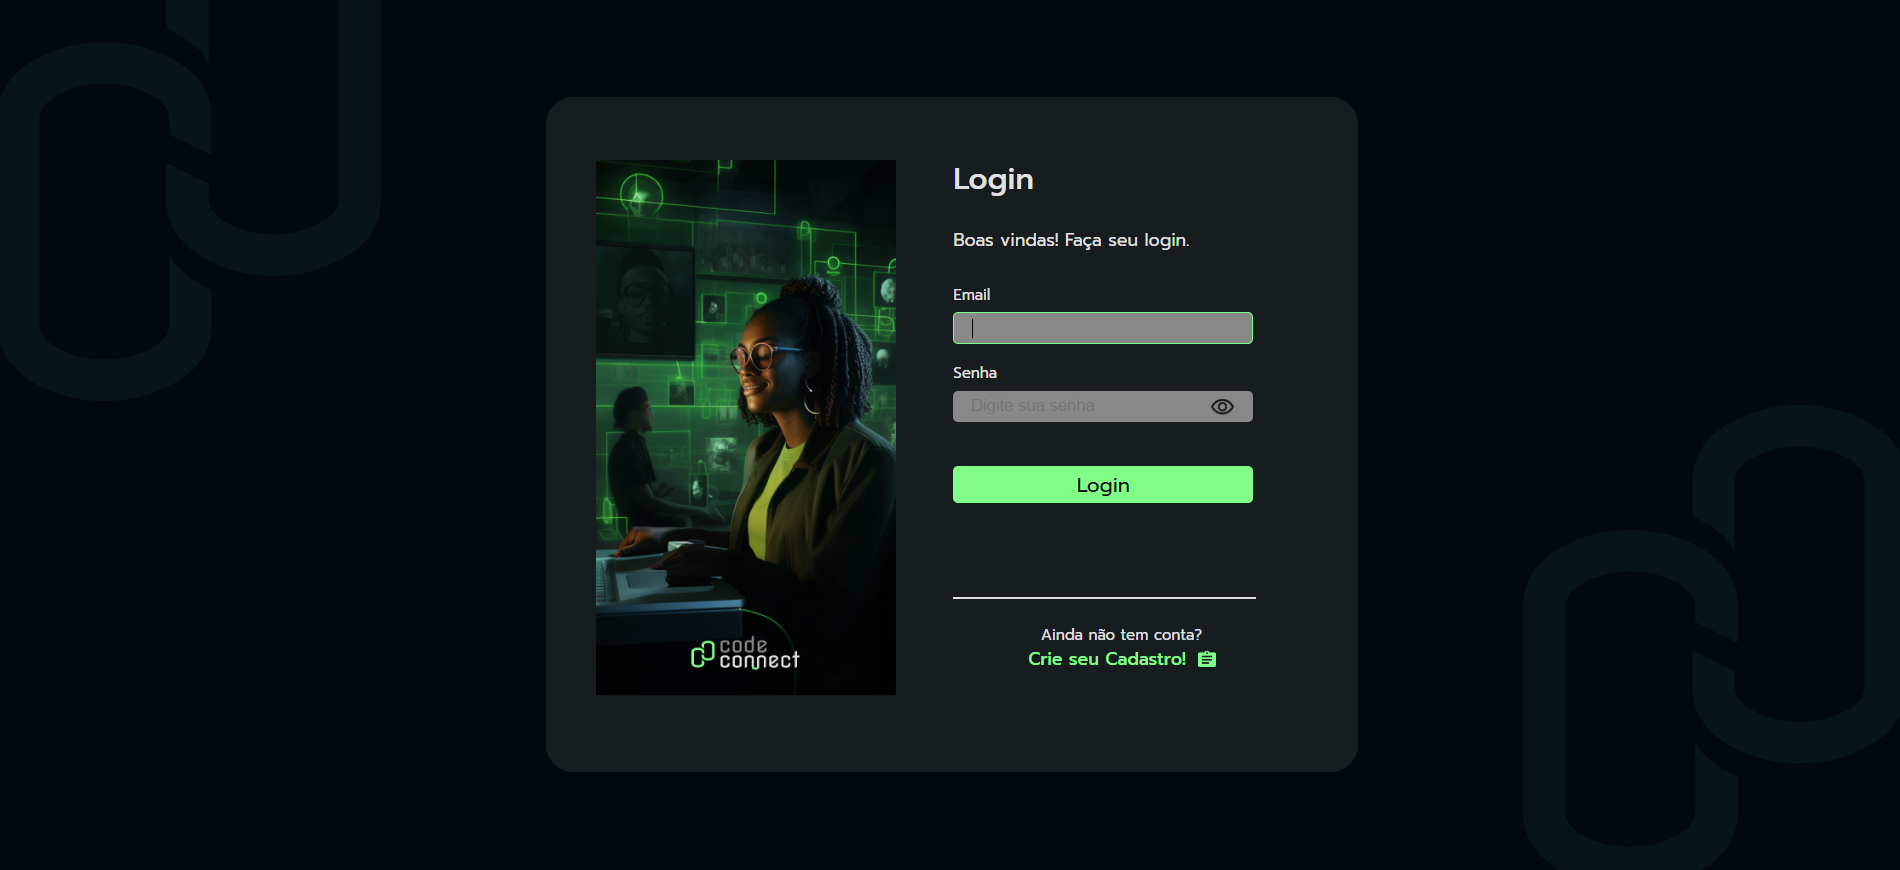 Login
Boas vindas! Faça seu login.
Email
Senha
Digite sua senha
Login
Ainda não tem conta?
Crie seu Cadastro!
code
connect